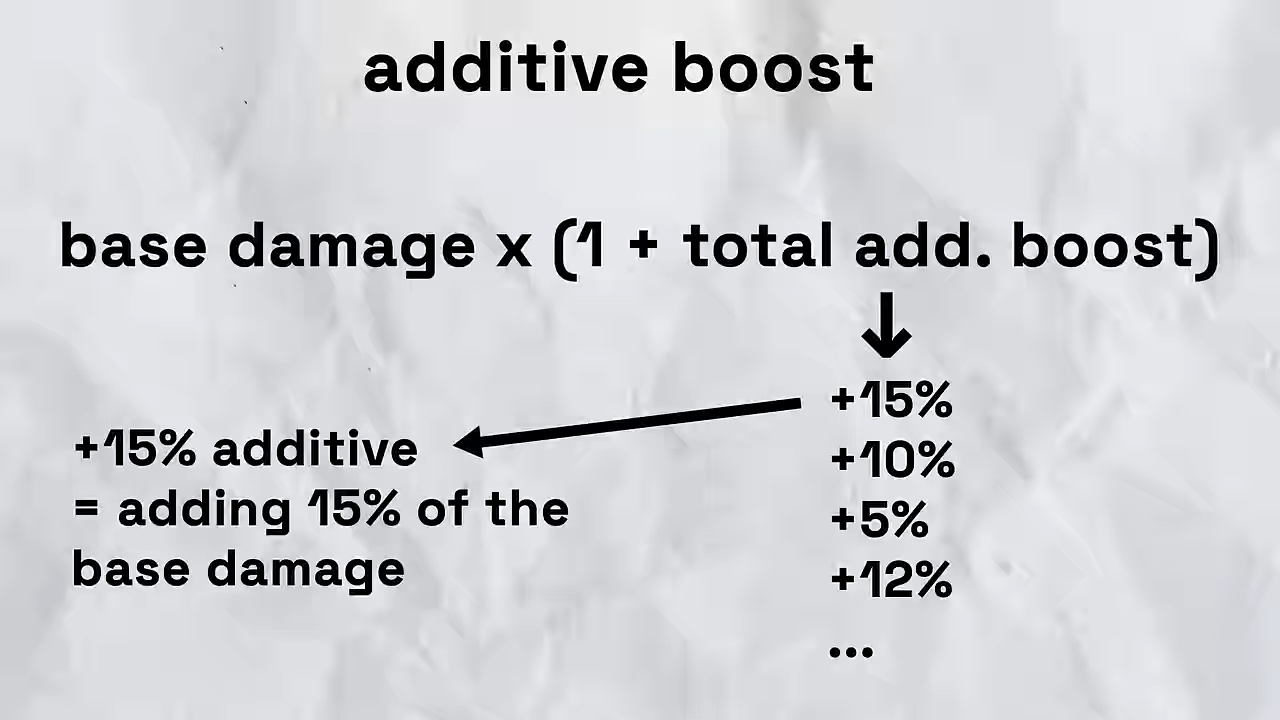 additive boost
base damage x (1 + total add. boost)
+15%
+10%
+5%
+12%
...
+15% additive
= adding 15% of the
base damage